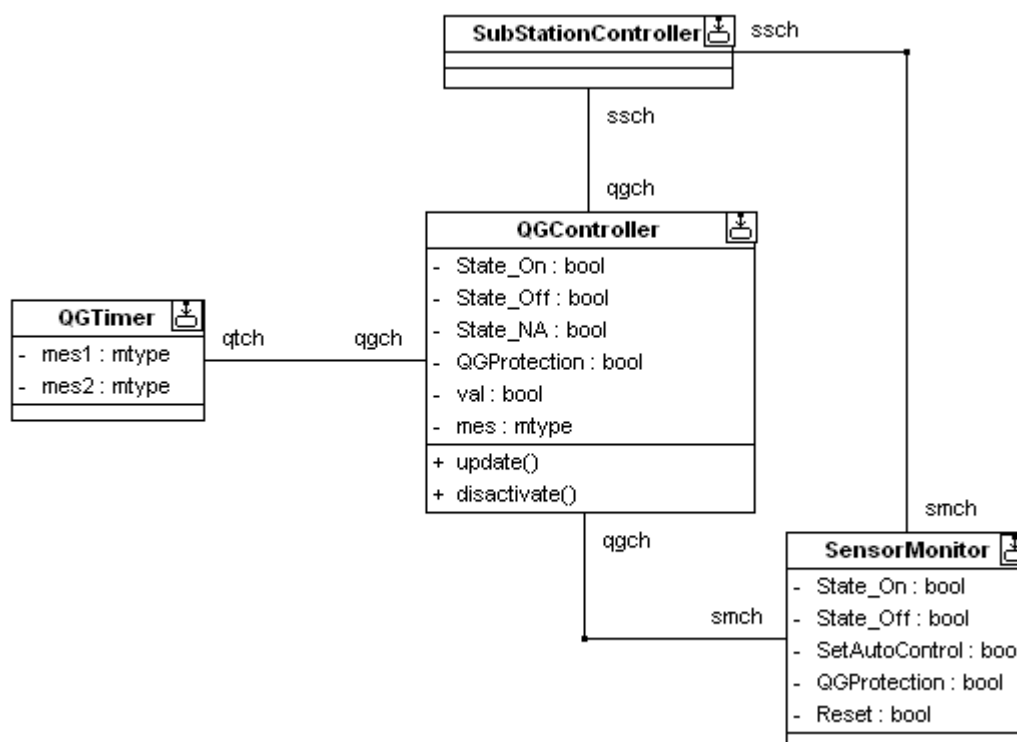 SubStationController
ssch
ssch
qgch
QGController
- State_On : bool
- State_Off : bool
- State_NA : bool
- QGProtection : bool
- val : bool
- mes : mtype
+ update()
+ disactivate()
QGTimer
- mes1 : mtype
- mes2 : mtype
qtch
qgch
qgch
smch
smch
SensorMonitor
- State_On : bool
- State_Off : bool
- SetAutoControl : boo
- QGProtection : bool
- Reset : bool